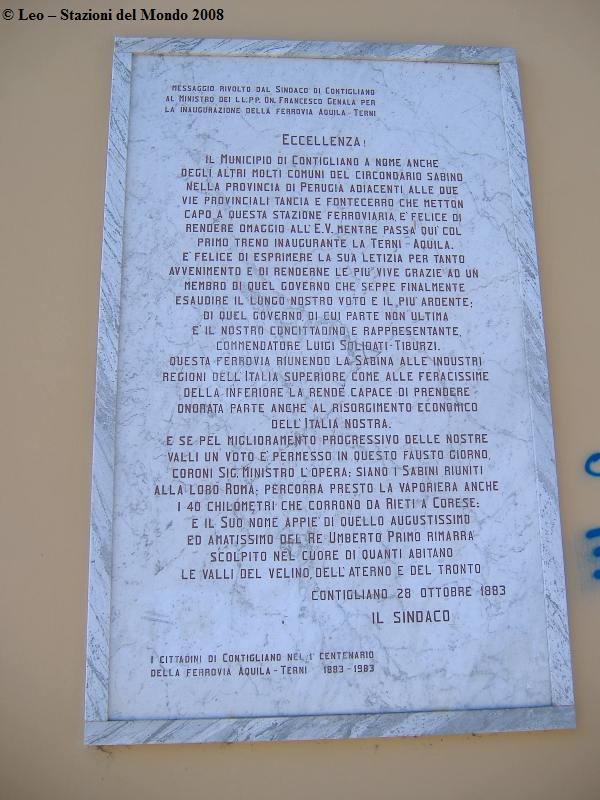 © Leo – Stazioni del Mondo 2008
MESSAGGIO RIVOLTO DAL SINDACO DI CONTIGLIANO
AL MINISTRO DEI LL.PP. ON. FRANCESCO GENALA PER
LA INAUGURAZIONE DELLA FERROVIA AQUILA - TERNI
ECCELLENZA!
IL MUNICIPIO DI CONTIGLIANO A NOME ANCHE
DEGLI ALTRI MOLTI COMUNI DEL CIRCONDARIO SABINO
NELLA PROVINCIA DI PERUGIA ADIACENTI ALLE DUE
VIE PROVINCIALI TANCIA E FONTECERRO CHE METTON
CAPO A QUESTA STAZIONE FERROVIARIA, E' FELICE DI
RENDERE OMAGGIO ALL'E.V. MENTRE PASSA QUI COL
PRIMO TRENO INAUGURANTE LA TERNI - AQUILA.
E' FELICE DI ESPRIMERE LA SUA LETIZIA PER TANTO
AVVENIMENTO E DI RENDERNE LE PIU' VIVE GRAZIE AD UN
MEMBRO DI QUEL GOVERNO CHE SEPPE FINALMENTE
ESAUDIRE IL LUNGO NOSTRO VOTO E IL PIU' ARDENTE;
DI QUEL GOVERNO, DI CUI PARTE NON ULTIMA
E' IL NOSTRO CONCITTADINO E RAPPRESENTANTE,
COMMENDATORE LUIGI SOLIDATI-TIBURZI.
QUESTA FERROVIA RIUNENDO LA SABINA ALLE INDUSTRI
REGIONI DELL'ITALIA SUPERIORE COME ALLE FERACISSIME
DELLA INFERIORE LA RENDE CAPACE DI PRENDERE
ONORATA PARTE ANCHE AL RISORGIMENTO ECONOMICO
DELL'ITALIA NOSTRA.
E SE PEL MIGLIORAMENTO PROGRESSIVO DELLE NOSTRE
VALLI UN VOTO E' PERMESSO IN QUESTO FAUSTO GIORNO,
CORONI SIG. MINISTRO L'OPERA; SIANO I SABINI RIUNITI
ALLA LORO ROMA; PERCORRA PRESTO LA VAPORIERA ANCHE
I 40 CHILOMETRI CHE CORRONO DA RIETI A CORESE;
E IL SUO NOME APPIE' DI QUELLO AUGUSTISSIMO
ED AMATISSIMO DEL RE UMBERTO PRIMO RIMARRA'
SCOLPITO NEL CUORE DI QUANTI ABITANO
LE VALLI DEL VELINO, DELL'ATERNO E DEL TRONTO
CONTIGLIANO 28 OTTOBRE 1883
IL SINDACO
I CITTADINI DI CONTIGLIANO NEL 1° CENTENARIO
DELLA FERROVIA AQUILA - TERNI 1883-1983